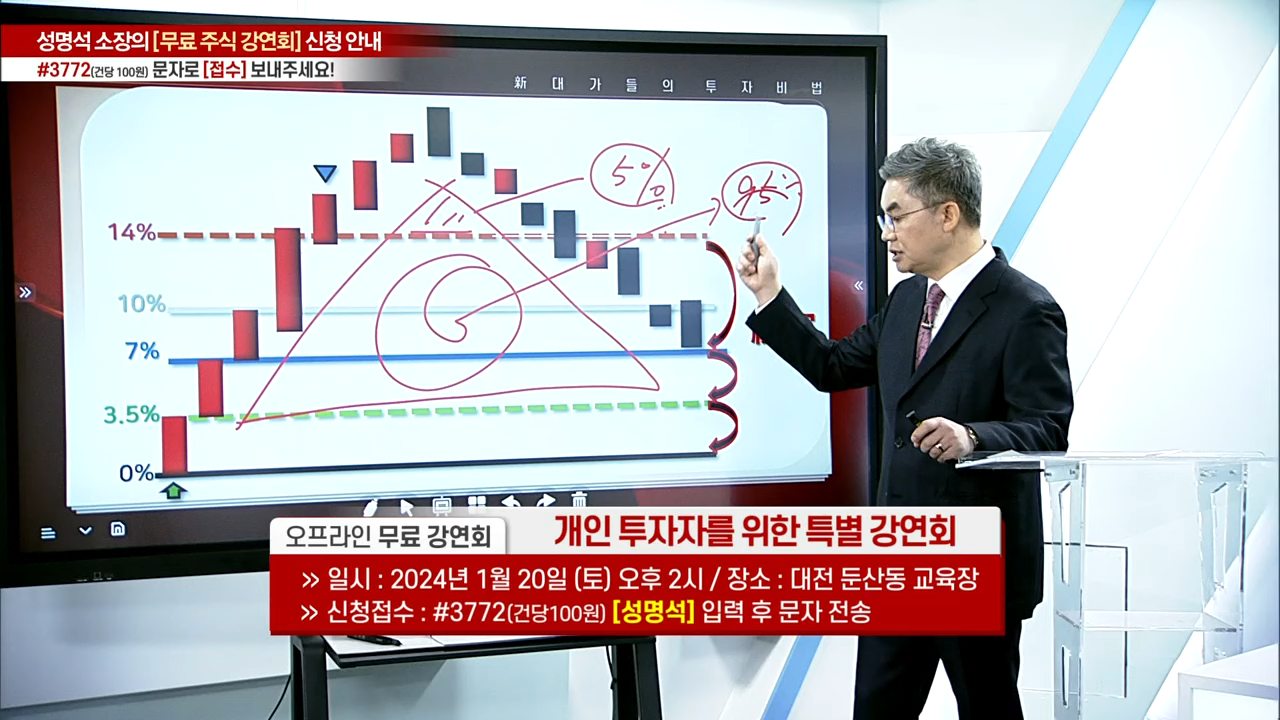 성명석 소장의 [무료 주식 강연회] 신청 안내
#3772(건당 100원) 문자로 [접수] 보내주세요!
新 대가들의 투자비법
5%
95%
14%
10%
7%
3.5%
0%
오프라인 무료 강연회
개인 투자자를 위한 특별 강연회
>> 일시 : 2024년 1월 20일 (토) 오후 2시 / 장소 : 대전 둔산동 교육장
>> 신청접수 : #3772(건당100원) [성명석] 입력 후 문자 전송